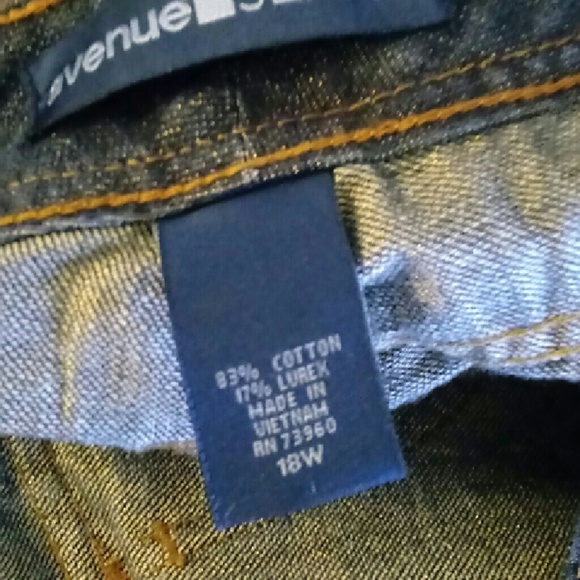 avenue
83% COTTON
17% LUREX
MADE IN
VIETNAM
RN 73960
18W